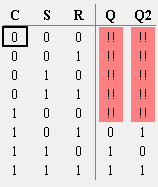 C S R Q Q2
0 0 0 !! !!
0 0 1 !! !!
0 1 0 !! !!
0 1 1 !! !!
1 0 0 !! !!
1 0 1 0 1
1 1 0 1 0
1 1 1 1 1